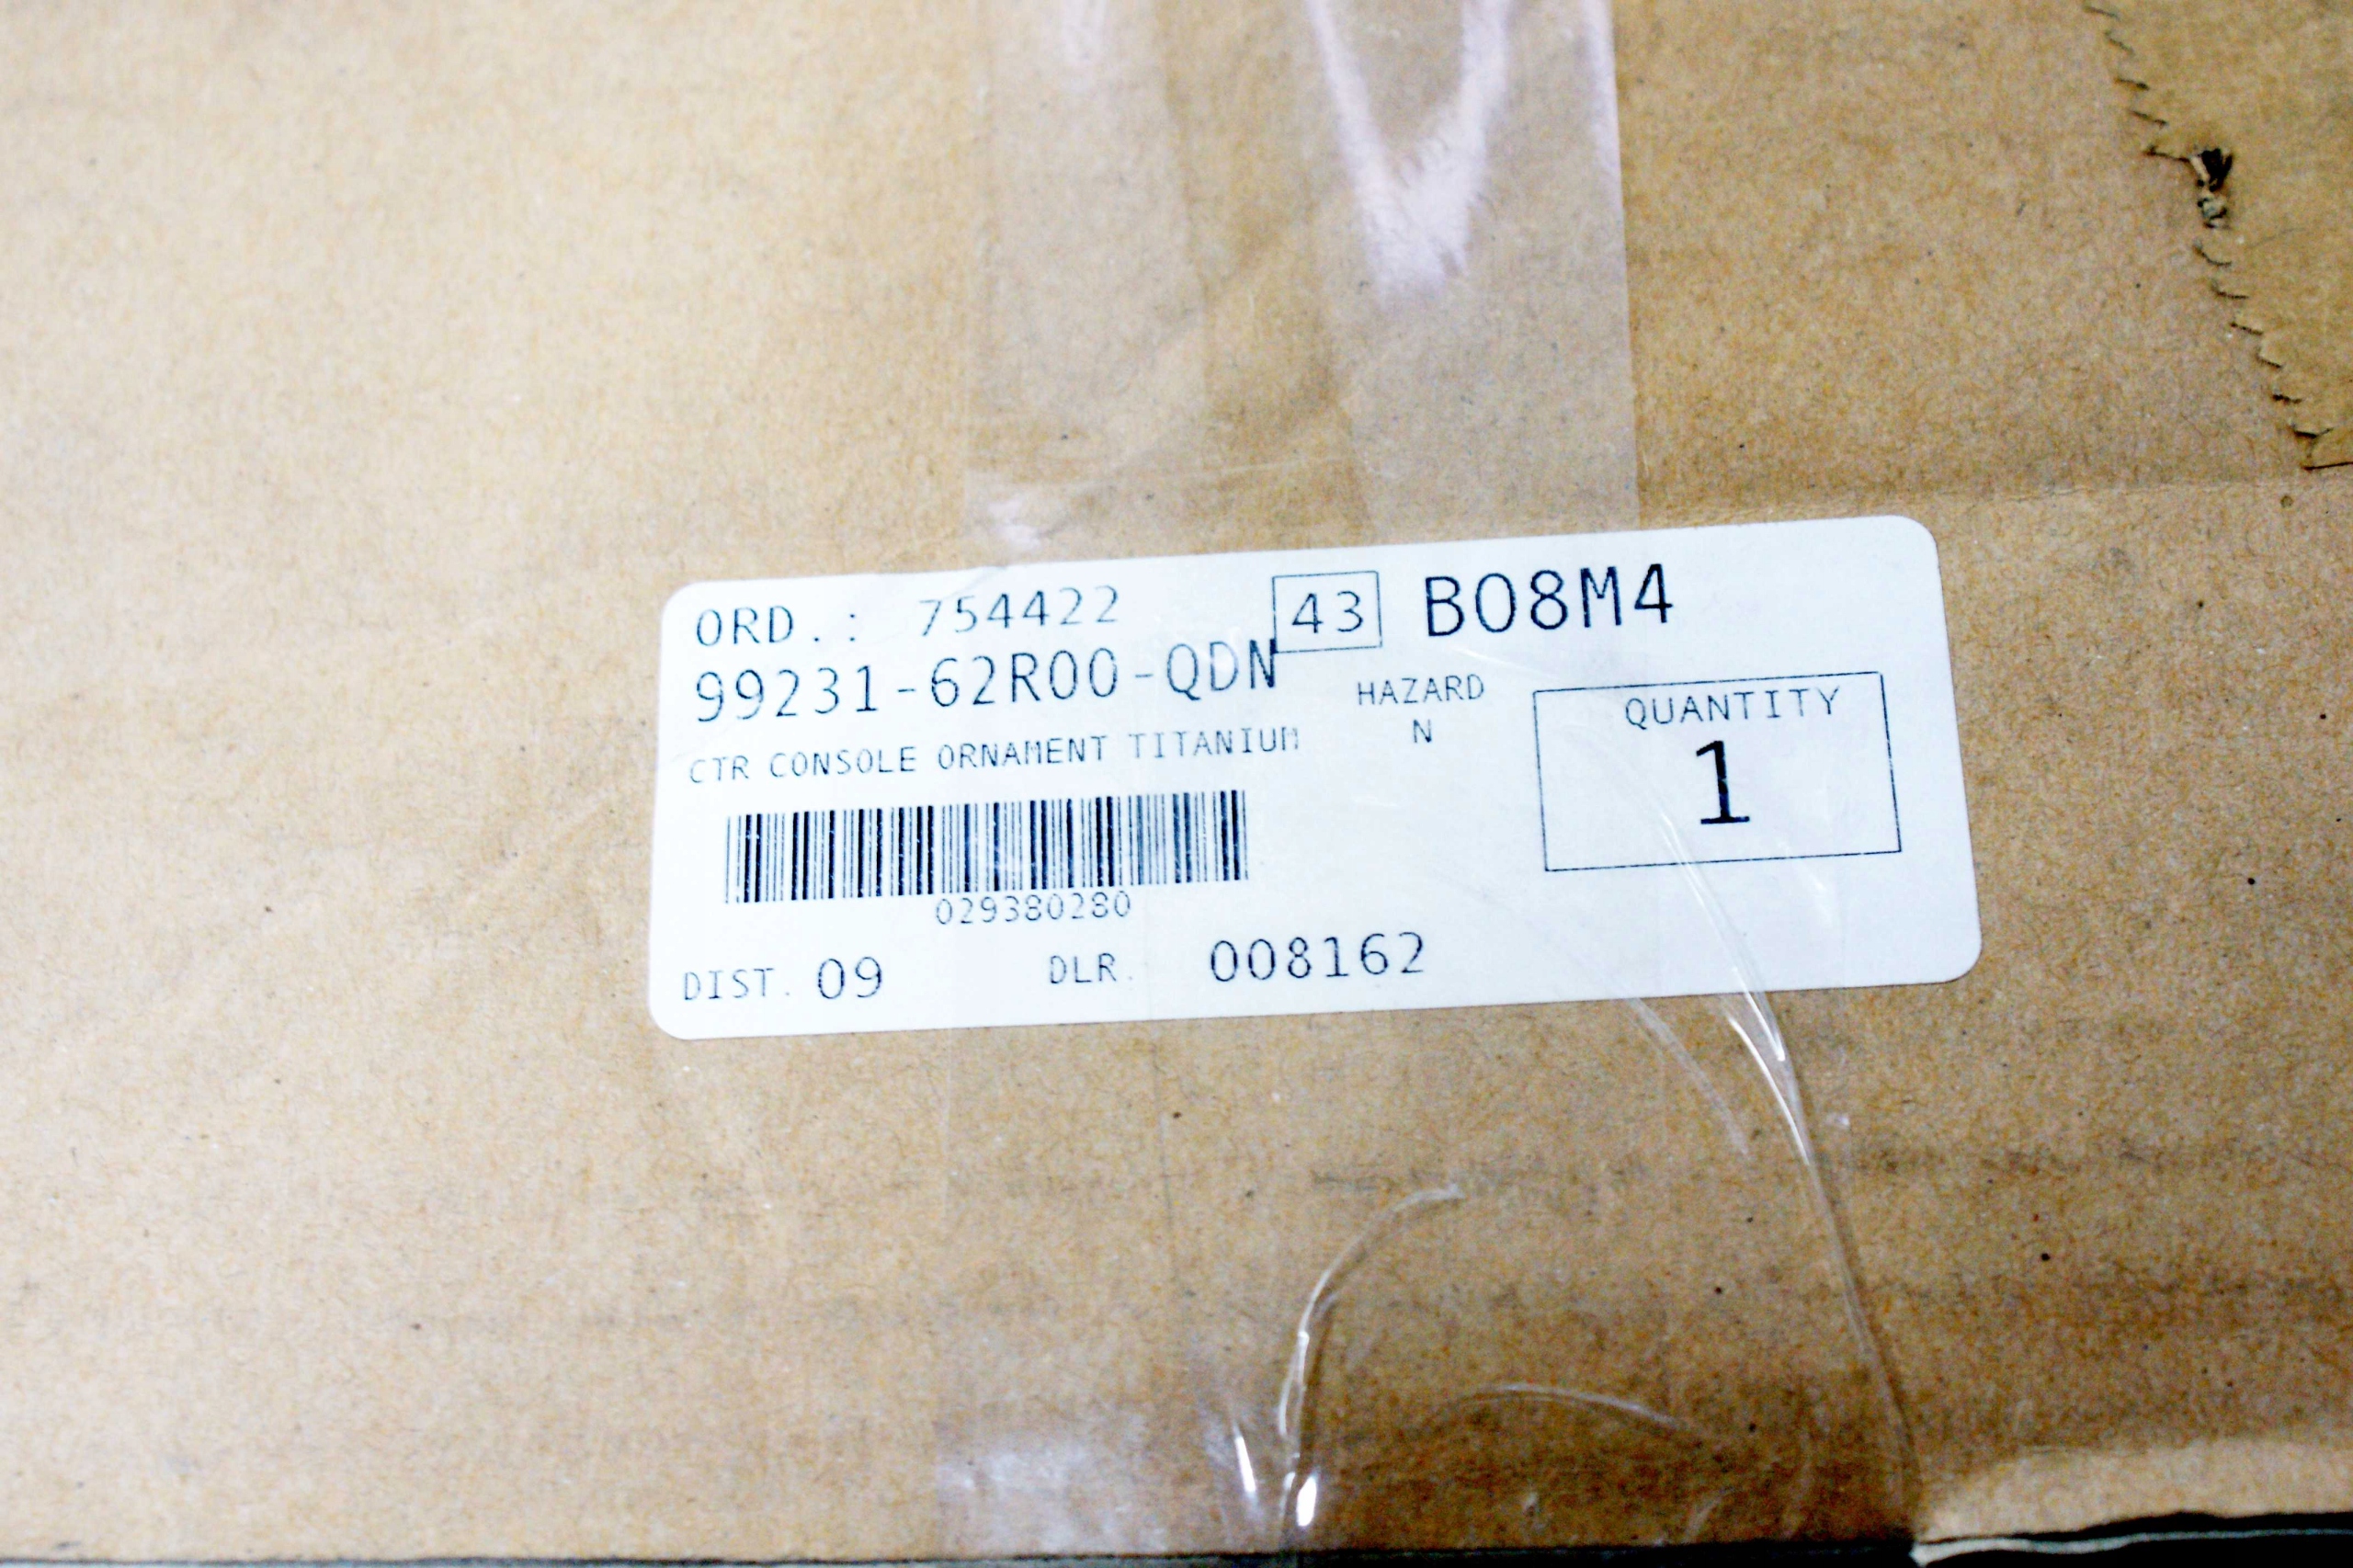 ORD.: 754422 43 B08M4
99231-62R00-QDN
HAZARD
N
QUANTITY
1
CTR CONSOLE ORNAMENT TITANIUM
029380280
DIST. 09 DLR. 008162